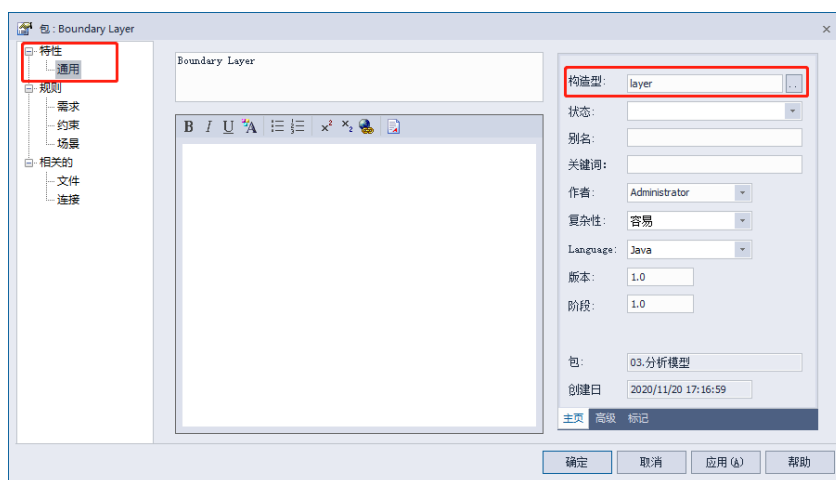 包 : Boundary Layer
特性
通用
规则
需求
约束
场景
相关的
文件
连接
Boundary Layer
B I U A x² ×₂
构造型: layer ..
状态:
别名:
关键词:
作者: Administrator
复杂性: 容易
Language: Java
版本: 1.0
阶段: 1.0
包: 03.分析模型
创建日 2020/11/20 17:16:59
主页 高级 标记
确定 取消 应用(A) 帮助